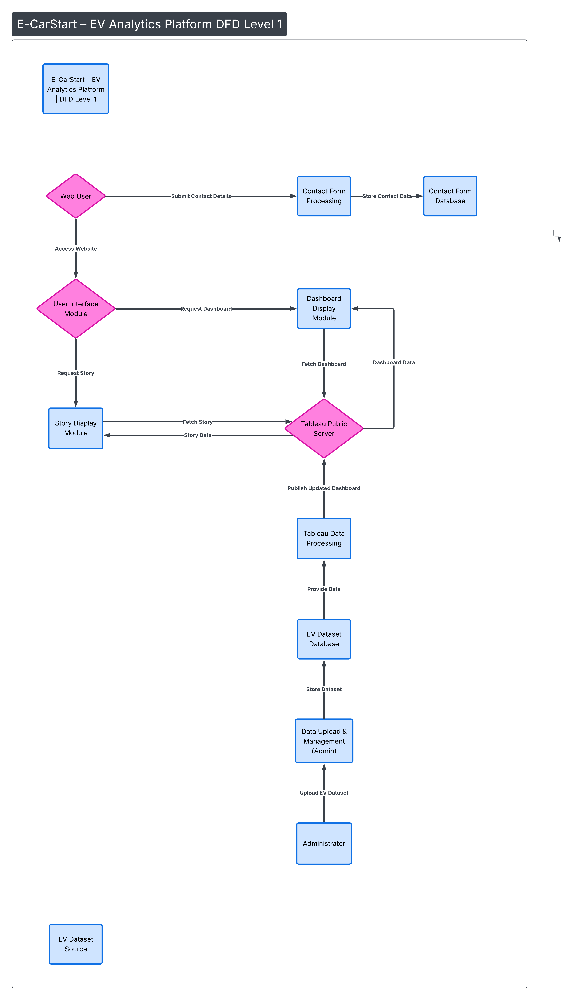 E-CarStart – EV Analytics Platform DFD Level 1
E-CarStart – EV
Analytics Platform
| DFD Level 1
Web User
Submit Contact Details
Contact Form
Processing
Store Contact Data
Contact Form
Database
Access Website
User Interface
Module
Request Dashboard
Dashboard
Display
Module
Fetch Dashboard
Dashboard Data
Request Story
Story Display
Module
Fetch Story
Story Data
Tableau Public
Server
Publish Updated Dashboard
Tableau Data
Processing
Provide Data
EV Dataset
Database
Store Dataset
Data Upload &
Management
(Admin)
Upload EV Dataset
Administrator
EV Dataset
Source